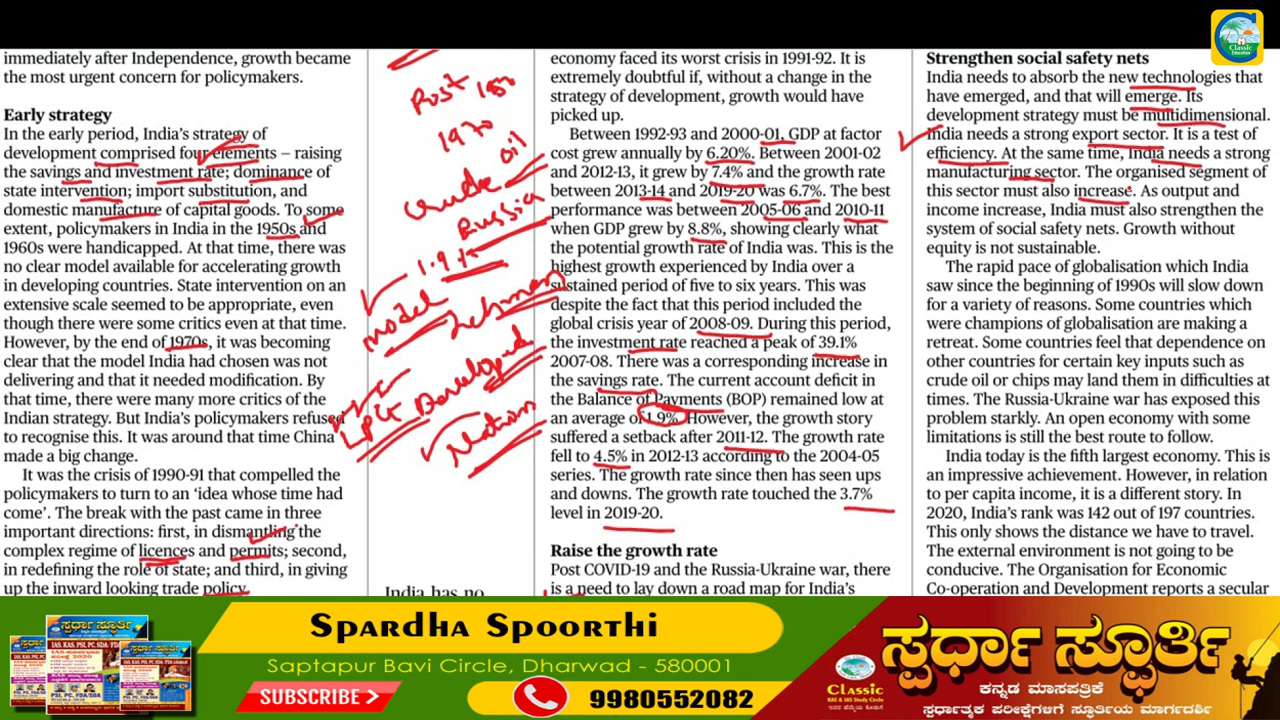 immediately after Independence, growth became
the most urgent concern for policymakers.
Early strategy
In the early period, India's strategy of
development comprised four elements — raising
the savings and investment rate; dominance of
state intervention; import substitution, and
domestic manufacture of capital goods. To some
extent, policymakers in India in the 1950s and
1960s were handicapped. At that time, there was
no clear model available for accelerating growth
in developing countries. State intervention on an
extensive scale seemed to be appropriate, even
though there were some critics even at that time.
However, by the end of 1970s, it was becoming
clear that the model India had chosen was not
delivering and that it needed modification. By
that time, there were many more critics of the
Indian strategy. But India's policymakers refused
to recognise this. It was around that time China
made a big change.
It was the crisis of 1990-91 that compelled the
policymakers to turn to an 'idea whose time had
come'. The break with the past came in three
important directions: first, in dismantling the
complex regime of licences and permits; second,
in redefining the role of state; and third, in giving
up the inward looking trade policy
Post
1970
oil
Crude
Russia
model
Developed
Nation
India has no
economy faced its worst crisis in 1991-92. It is
extremely doubtful if, without a change in the
strategy of development, growth would have
picked up.
Between 1992-93 and 2000-01, GDP at factor
cost grew annually by 6.20%. Between 2001-02
and 2012-13, it grew by 7.4% and the growth rate
between 2013-14 and 2019-20 was 6.7%. The best
performance was between 2005-06 and 2010-11
when GDP grew by 8.8%, showing clearly what
the potential growth rate of India was. This is the
highest growth experienced by India over a
sustained period of five to six years. This was
despite the fact that this period included the
global crisis year of 2008-09. During this period,
the investment rate reached a peak of 39.1%
2007-08. There was a corresponding increase in
the savings rate. The current account deficit in
the Balance of Payments (BOP) remained low at
an average of 1.9%. However, the growth story
suffered a setback after 2011-12. The growth rate
fell to 4.5% in 2012-13 according to the 2004-05
series. The growth rate since then has seen ups
and downs. The growth rate touched the 3.7%
level in 2019-20.
Raise the growth rate
Post COVID-19 and the Russia-Ukraine war, there
is a need to lay down a road map for India's
Strengthen social safety nets
India needs to absorb the new technologies that
have emerged, and that will emerge. Its
development strategy must be multidimensional.
India needs a strong export sector. It is a test of
efficiency. At the same time, India needs a strong
manufacturing sector. The organised segment of
this sector must also increase. As output and
income increase, India must also strengthen the
system of social safety nets. Growth without
equity is not sustainable.
The rapid pace of globalisation which India
saw since the beginning of 1990s will slow down
for a variety of reasons. Some countries which
were champions of globalisation are making a
retreat. Some countries feel that dependence on
other countries for certain key inputs such as
crude oil or chips may land them in difficulties at
times. The Russia-Ukraine war has exposed this
problem starkly. An open economy with some
limitations is still the best route to follow.
India today is the fifth largest economy. This is
an impressive achievement. However, in relation
to per capita income, it is a different story. In
2020, India's rank was 142 out of 197 countries.
This only shows the distance we have to travel.
The external environment is not going to be
conducive. The Organisation for Economic
Co-operation and Development reports a secular
Classic
Education
Spardha Spoorthi
Saptapur Bavi Circle, Dharwad - 580001
SUBSCRIBE >
9980552082
Classic
IAS & KAS Study Circle
ಸ್ಪರ್ಧಾ ಸ್ಫೂರ್ತಿ
ಕನ್ನಡ ಮಾಸಪತ್ರಿಕೆ
ಸ್ಪರ್ಧಾತ್ಮಕ ಪರೀಕ್ಷೆಗಳಿಗೆ ಸ್ಫೂರ್ತಿಯ ಮಾರ್ಗದರ್ಶಿ